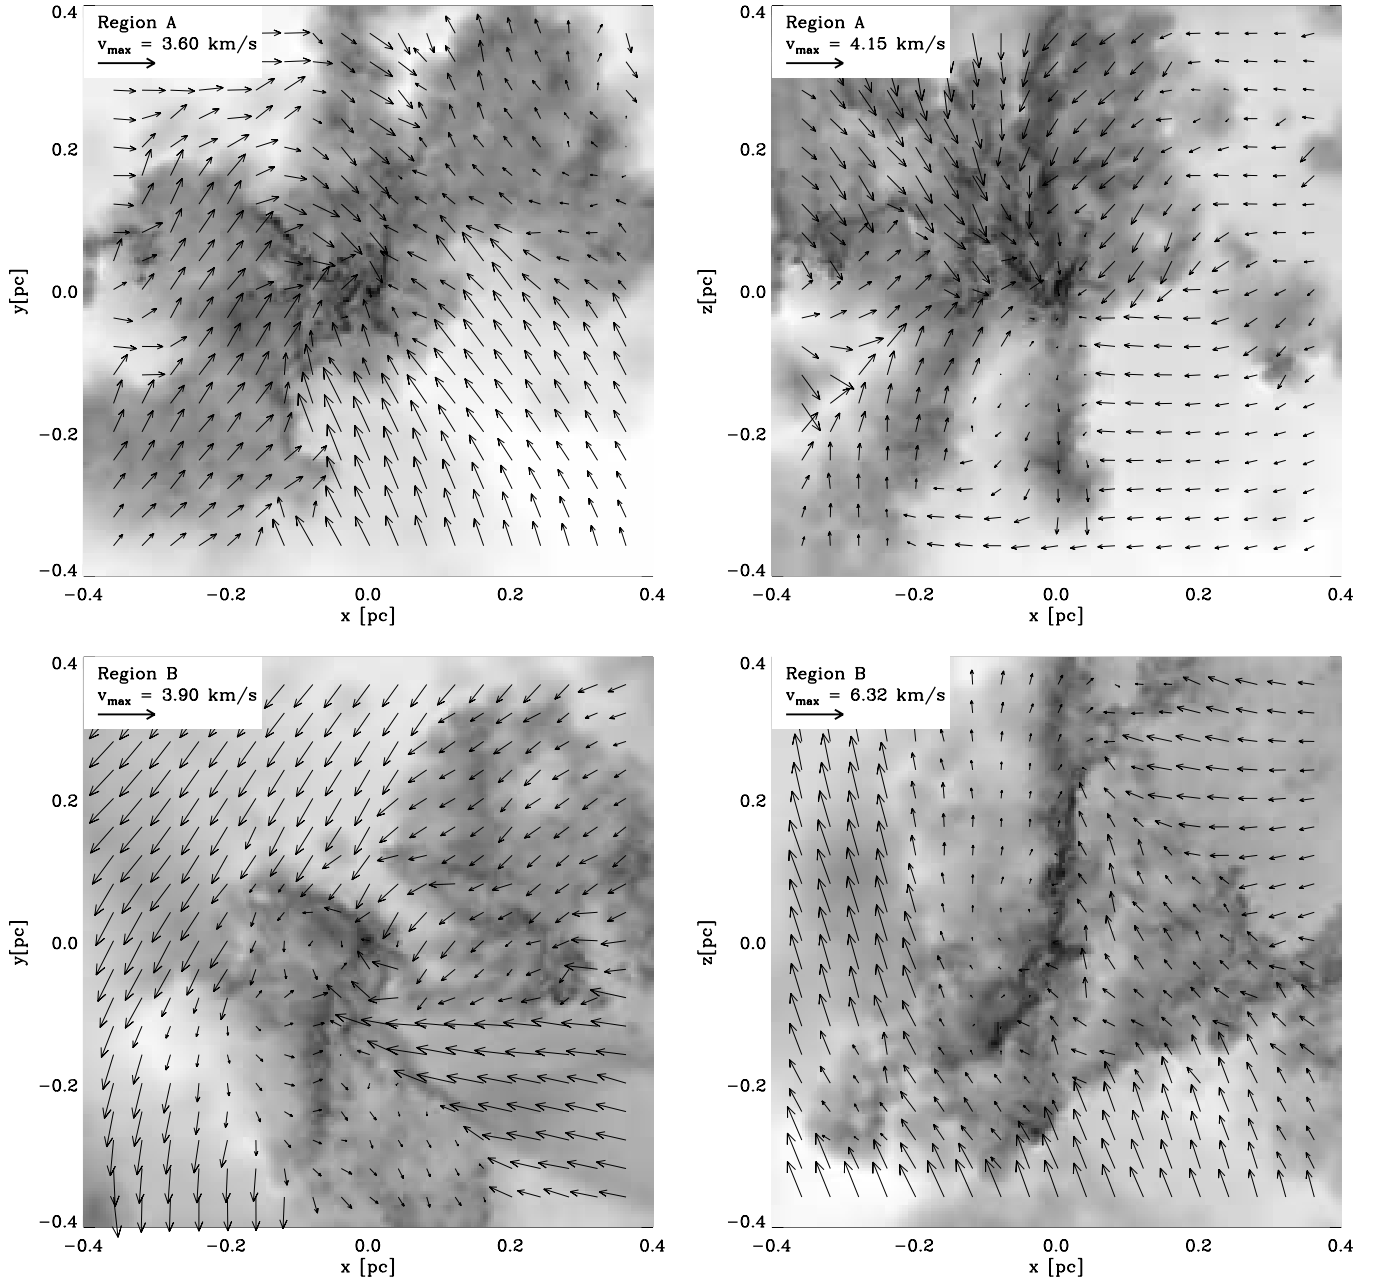 Region A
v_max = 3.60 km/s
0.4
0.2
0.0
−0.2
−0.4
y[pc]
−0.4 −0.2 0.0 0.2 0.4
x [pc]
Region A
v_max = 4.15 km/s
0.4
0.2
0.0
−0.2
−0.4
z[pc]
−0.4 −0.2 0.0 0.2 0.4
x [pc]
Region B
v_max = 3.90 km/s
0.4
0.2
0.0
−0.2
−0.4
y[pc]
−0.4 −0.2 0.0 0.2 0.4
x [pc]
Region B
v_max = 6.32 km/s
0.4
0.2
0.0
−0.2
−0.4
z[pc]
−0.4 −0.2 0.0 0.2 0.4
x [pc]